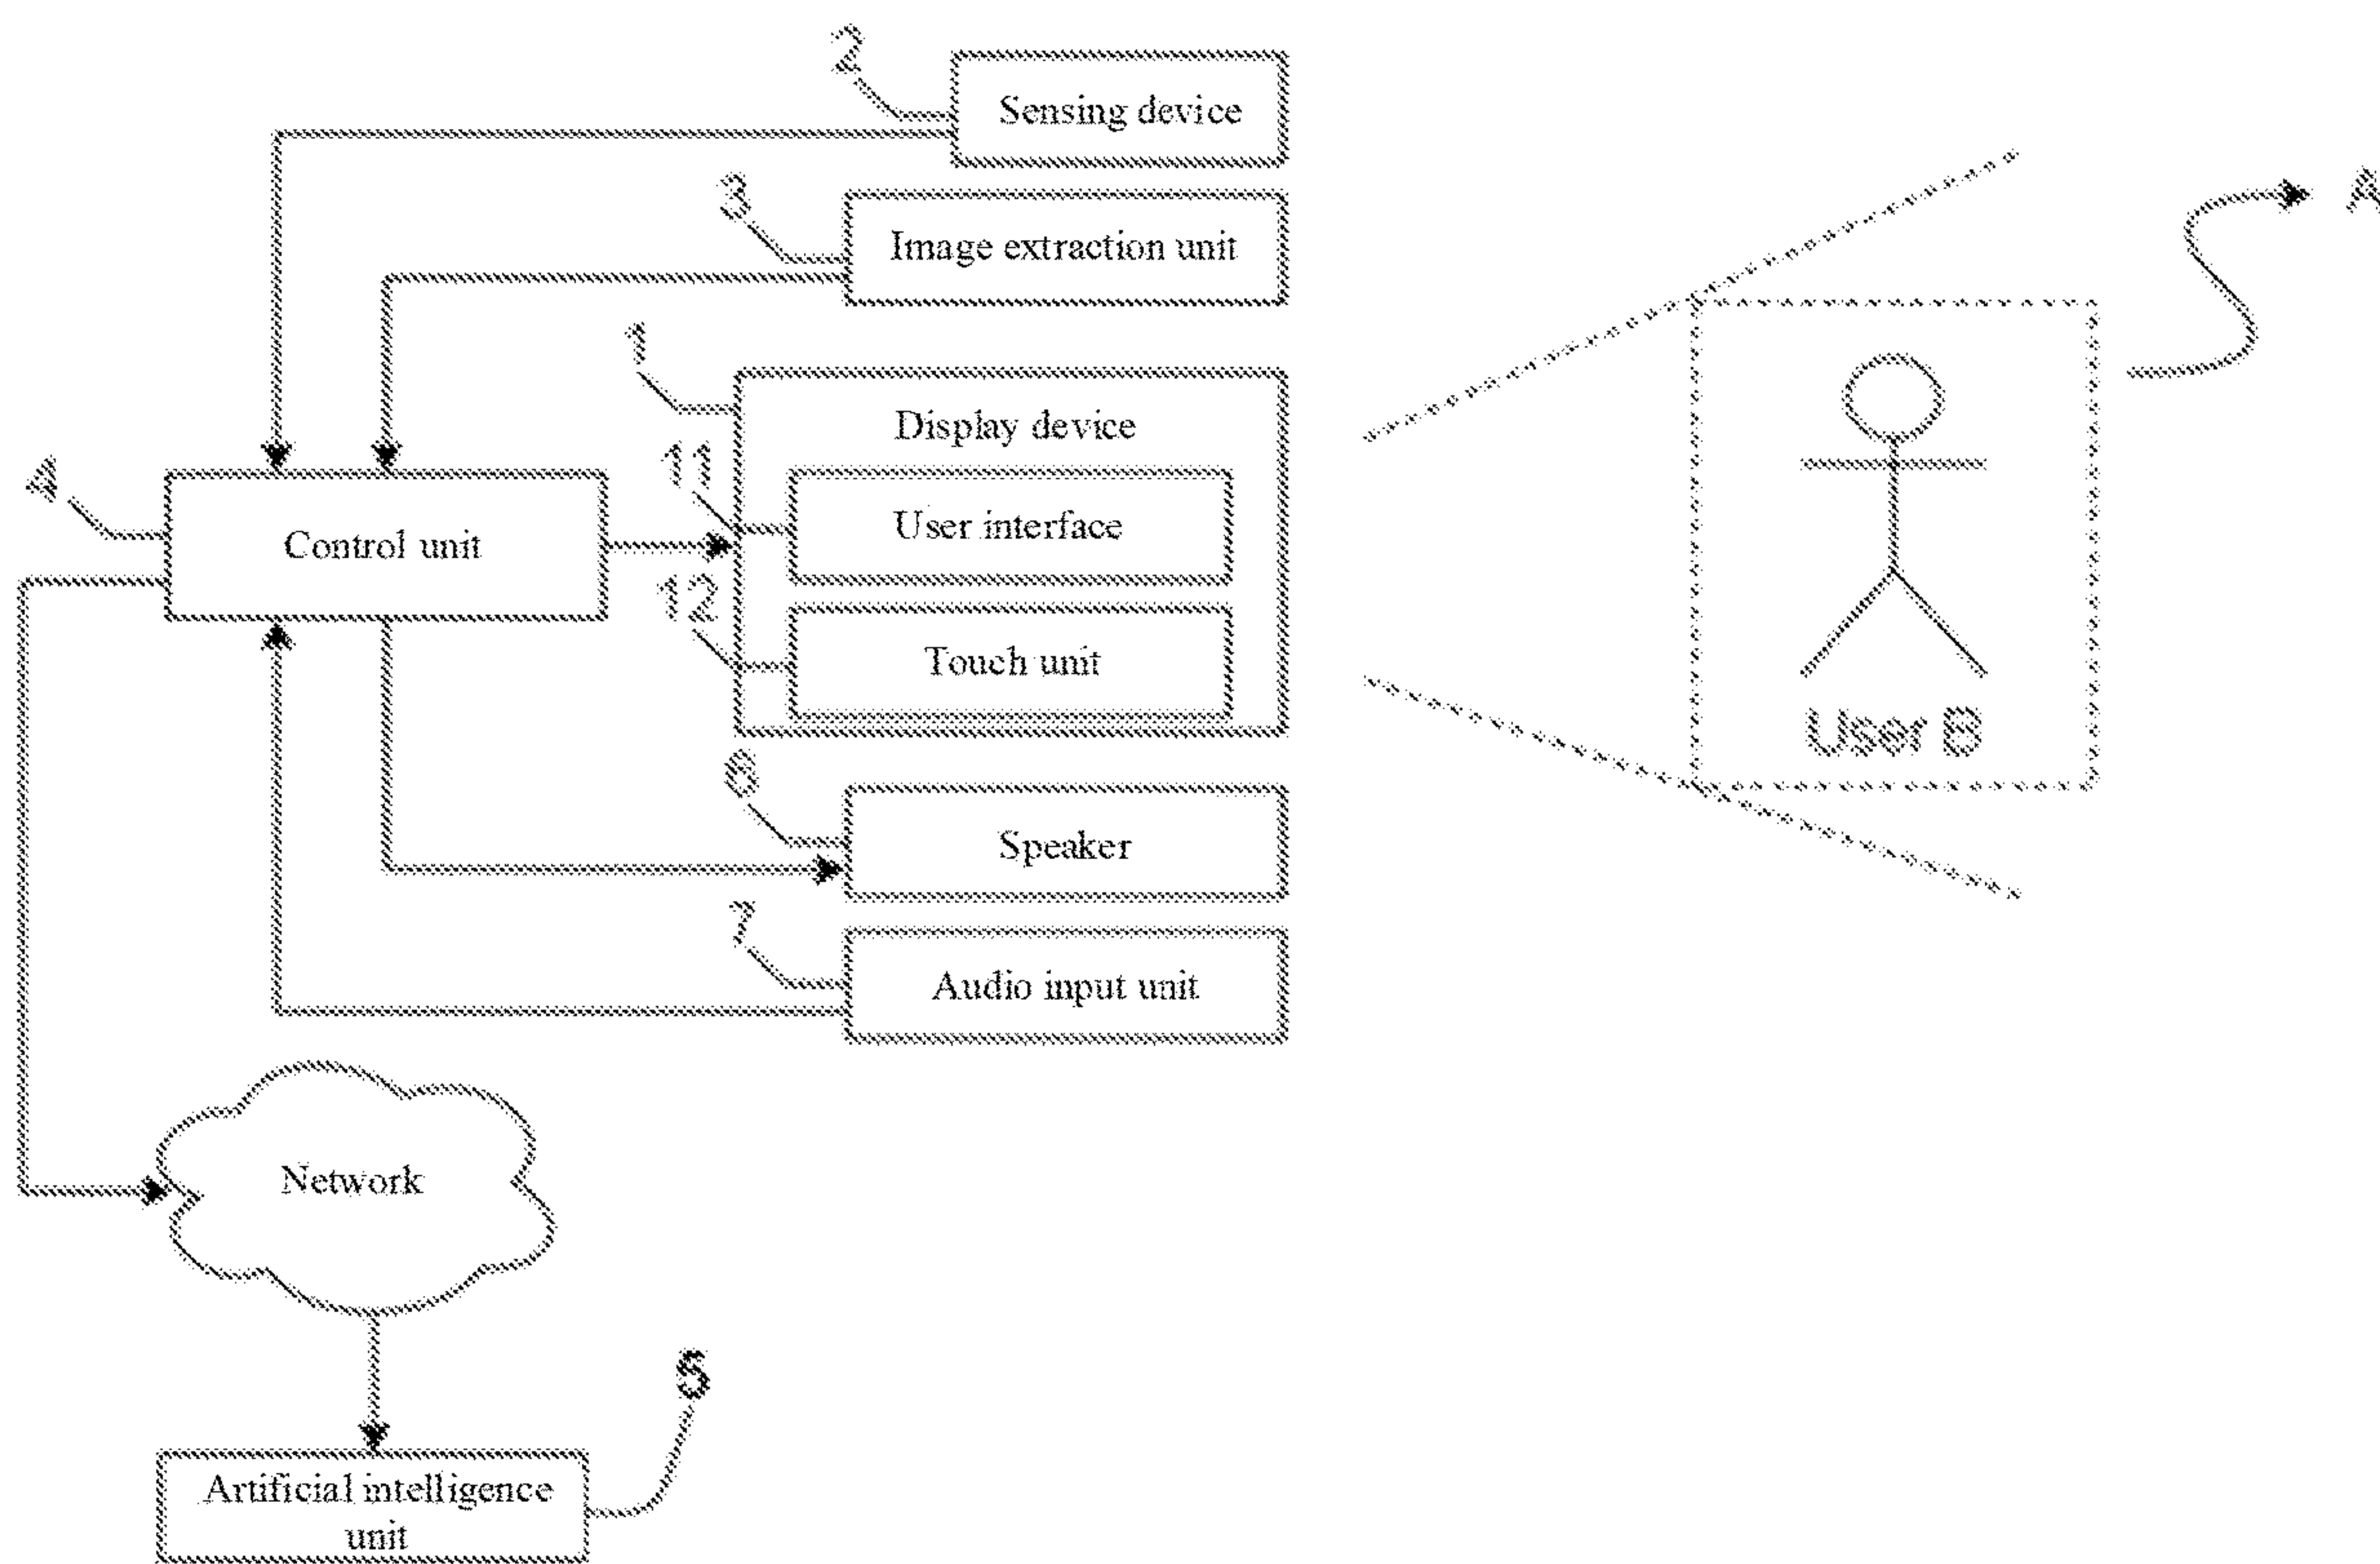 2
Sensing device
3
Image extraction unit
A
1
Display device
11
User interface
4
Control unit
12
Touch unit
User B
6
Speaker
7
Audio input unit
Network
5
Artificial intelligence
unit